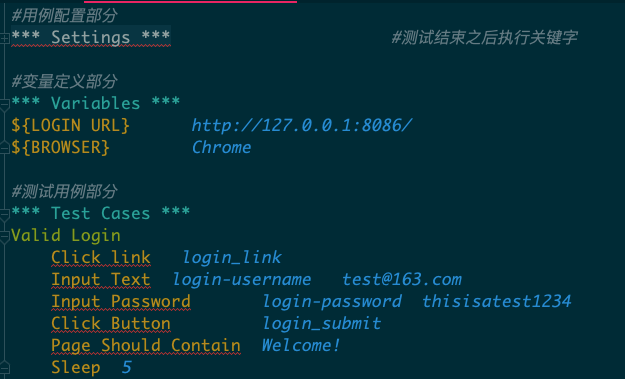 #用例配置部分
*** Settings *** #测试结束之后执行关键字
#变量定义部分
*** Variables ***
${LOGIN URL} http://127.0.0.1:8086/
${BROWSER} Chrome
#测试用例部分
*** Test Cases ***
Valid Login
Click link login_link
Input Text login-username test@163.com
Input Password login-password thisisatest1234
Click Button login_submit
Page Should Contain Welcome!
Sleep 5